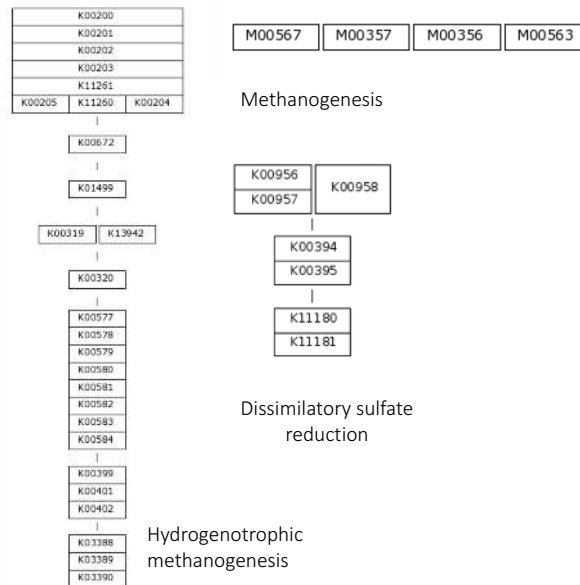 K00200
K00201
K00202
K00203
K11261
K00205 K11260 K00204
K00672
K01499
K00319 K13942
K00320
K00577
K00578
K00579
K00580
K00581
K00582
K00583
K00584
K00399
K00401
K00402
K03388
K03389
K03390
Hydrogenotrophic
methanogenesis
M00567 M00357 M00356 M00563
Methanogenesis
K00956
K00957
K00958
K00394
K00395
K11180
K11181
Dissimilatory sulfate
reduction